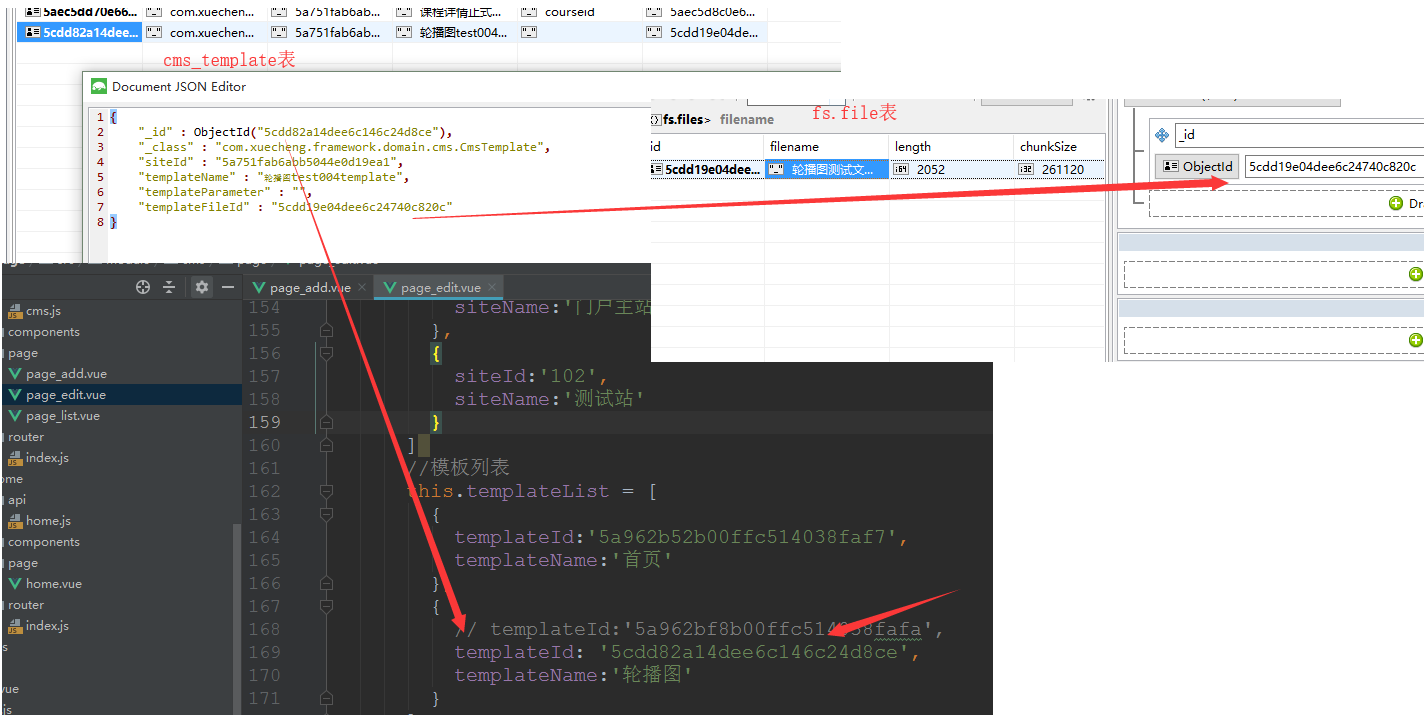 5aec5dd70e66... com.xuechen... 5a751fab6ab... 课程详情正式... courseid 5aec5d8c0e6...
5cdd82a14dee... com.xuechen... 5a751fab6ab... 轮播图test004... 5cdd19e04de...
cms_template表
Document JSON Editor
1 {
2 "_id" : ObjectId("5cdd82a14dee6c146c24d8ce"),
3 "_class" : "com.xuecheng.framework.domain.cms.CmsTemplate",
4 "siteId" : "5a751fab6abb5044e0d19ea1",
5 "templateName" : "轮播图test004template",
6 "templateParameter" : "",
7 "templateFileId" : "5cdd19e04dee6c24740c820c"
8 }
fs.file表
fs.files> filename
id filename length chunkSize
5cdd19e04dee... 轮播图测试文... 2052 261120
_id
ObjectId 5cdd19e04dee6c24740c820c
Dr
page_add.vue page_edit.vue
cms.js
components
page
page_add.vue
page_edit.vue
page_list.vue
router
index.js
ome
api
home.js
components
page
home.vue
router
index.js
s
vue
js
154 siteName:'门户主站
155 },
156 {
157 siteId:'102',
158 siteName:'测试站'
159 }
160 ]
161 //模板列表
162 this.templateList = [
163 {
164 templateId:'5a962b52b00ffc514038faf7',
165 templateName:'首页'
166 }
167 {
168 // templateId:'5a962bf8b00ffc514038fafa',
169 templateId: '5cdd82a14dee6c146c24d8ce',
170 templateName:'轮播图'
171 }